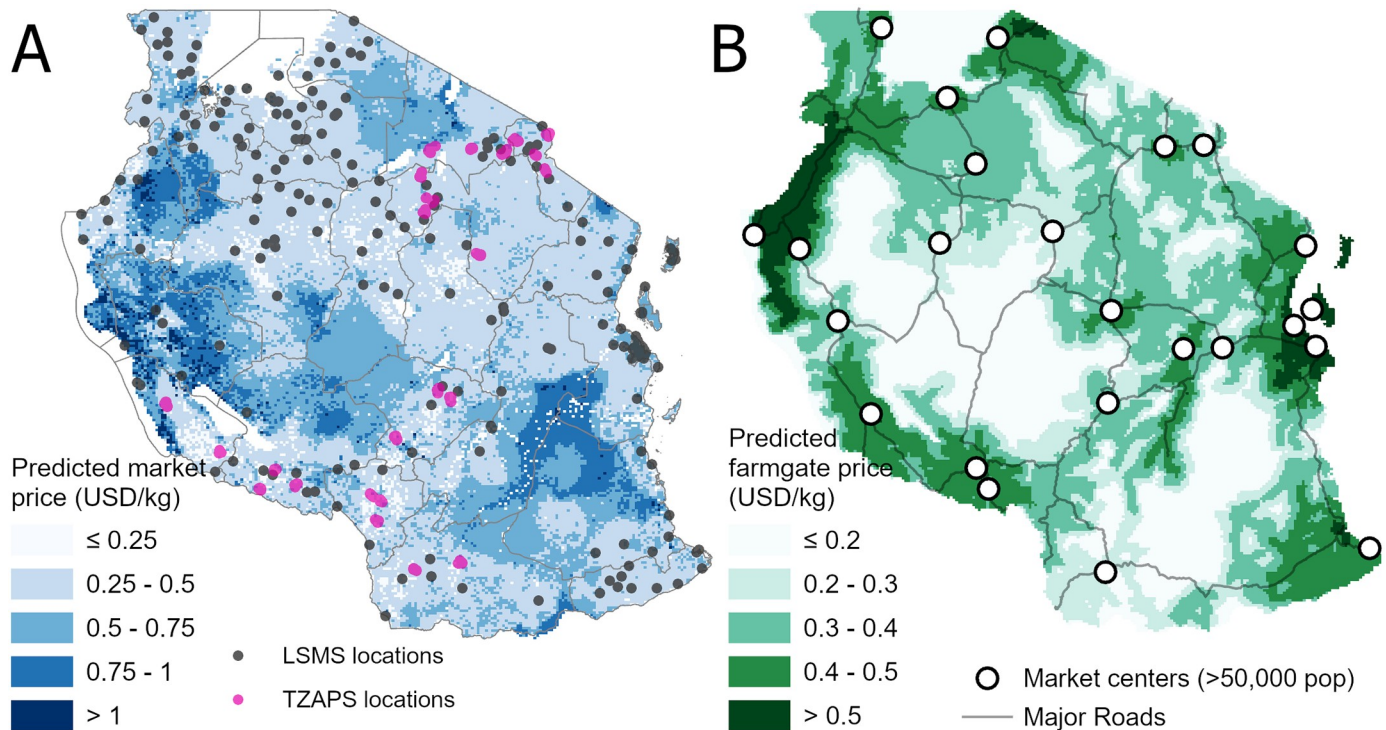 A
Predicted market
price (USD/kg)
≤ 0.25
0.25 - 0.5
0.5 - 0.75
0.75 - 1
> 1
LSMS locations
TZAPS locations
B
Predicted
farmgate price
(USD/kg)
≤ 0.2
0.2 - 0.3
0.3 - 0.4
0.4 - 0.5
> 0.5
Market centers (>50,000 pop)
Major Roads